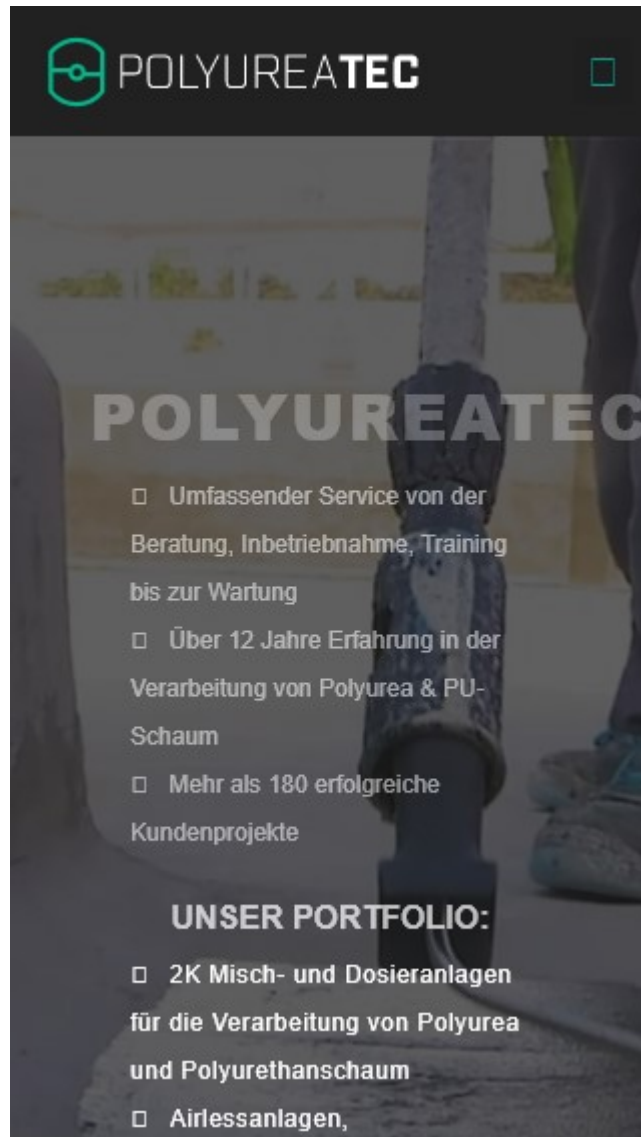 POLYUREATEC
POLYUREATEC
□ Umfassender Service von der
Beratung, Inbetriebnahme, Training
bis zur Wartung
□ Über 12 Jahre Erfahrung in der
Verarbeitung von Polyurea & PU-
Schaum
□ Mehr als 180 erfolgreiche
Kundenprojekte
UNSER PORTFOLIO:
□ 2K Misch- und Dosieranlagen
für die Verarbeitung von Polyurea
und Polyurethanschaum
□ Airlessanlagen,